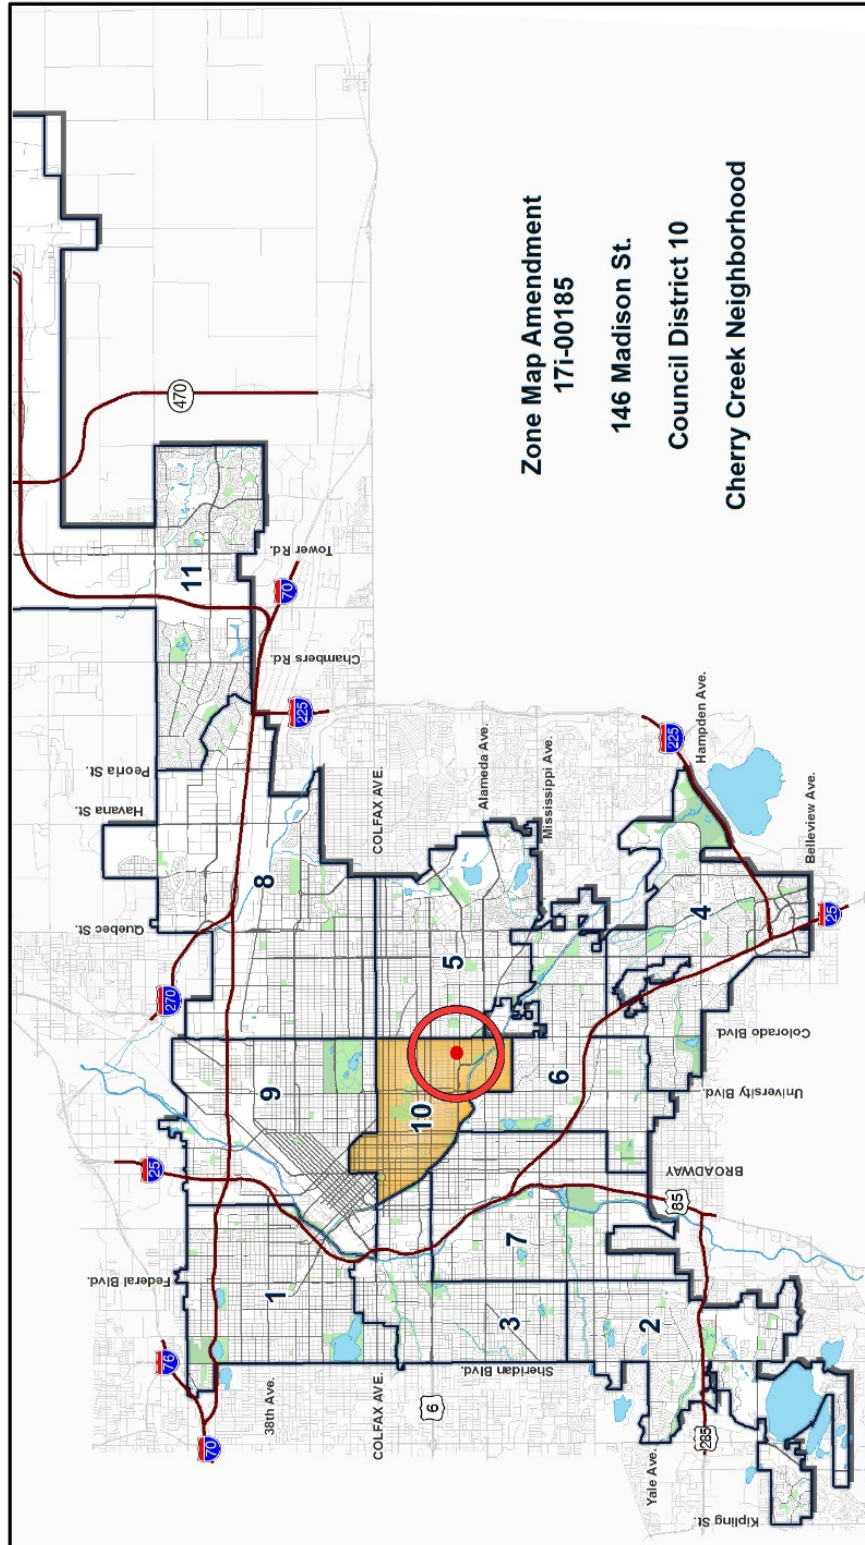 Zone Map Amendment
17i-00185
146 Madison St.
Council District 10
Cherry Creek Neighborhood
470
11
Tower Rd.
70
Chambers Rd.
225
Peoria St.
Havana St.
Quebec St.
270
8
COLFAX AVE.
Alameda Ave.
Mississippi Ave.
225
Hampden Ave.
Belleview Ave.
25
4
5
Colorado Blvd.
University Blvd.
9
10
6
25
BROADWAY
85
Federal Blvd.
1
7
3
2
76
70
38th Ave.
COLFAX AVE.
6
Sheridan Blvd.
Yale Ave.
285
Kipling St.